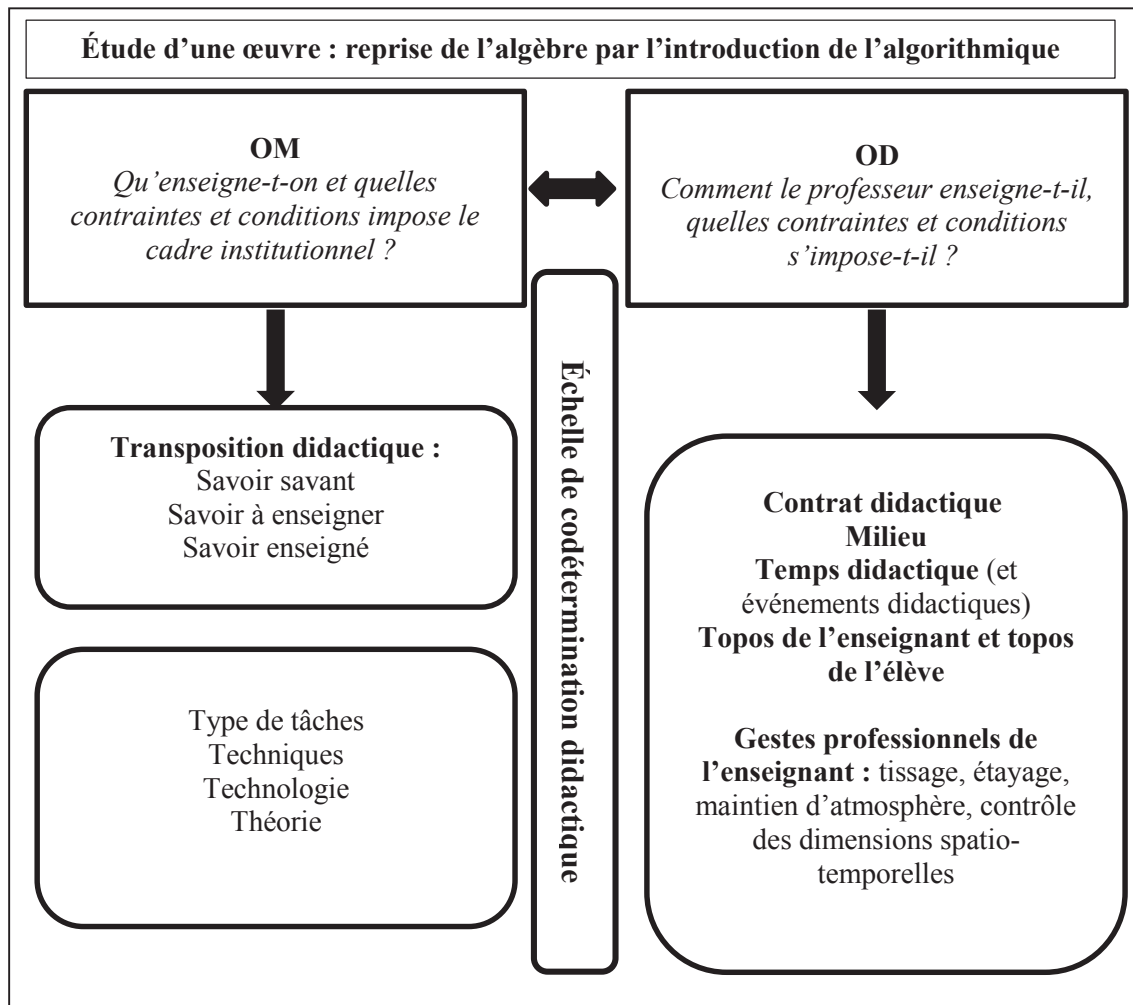 Étude d’une œuvre : reprise de l’algèbre par l’introduction de l’algorithmique
OM
Qu’enseigne-t-on et quelles
contraintes et conditions impose le
cadre institutionnel ?
OD
Comment le professeur enseigne-t-il,
quelles contraintes et conditions
s’impose-t-il ?
Échelle de codétermination didactique
Transposition didactique :
Savoir savant
Savoir à enseigner
Savoir enseigné
Type de tâches
Techniques
Technologie
Théorie
Contrat didactique
Milieu
Temps didactique (et
événements didactiques)
Topos de l’enseignant et topos
de l’élève
Gestes professionnels de
l’enseignant : tissage, étayage,
maintien d’atmosphère, contrôle
des dimensions spatio-
temporelles